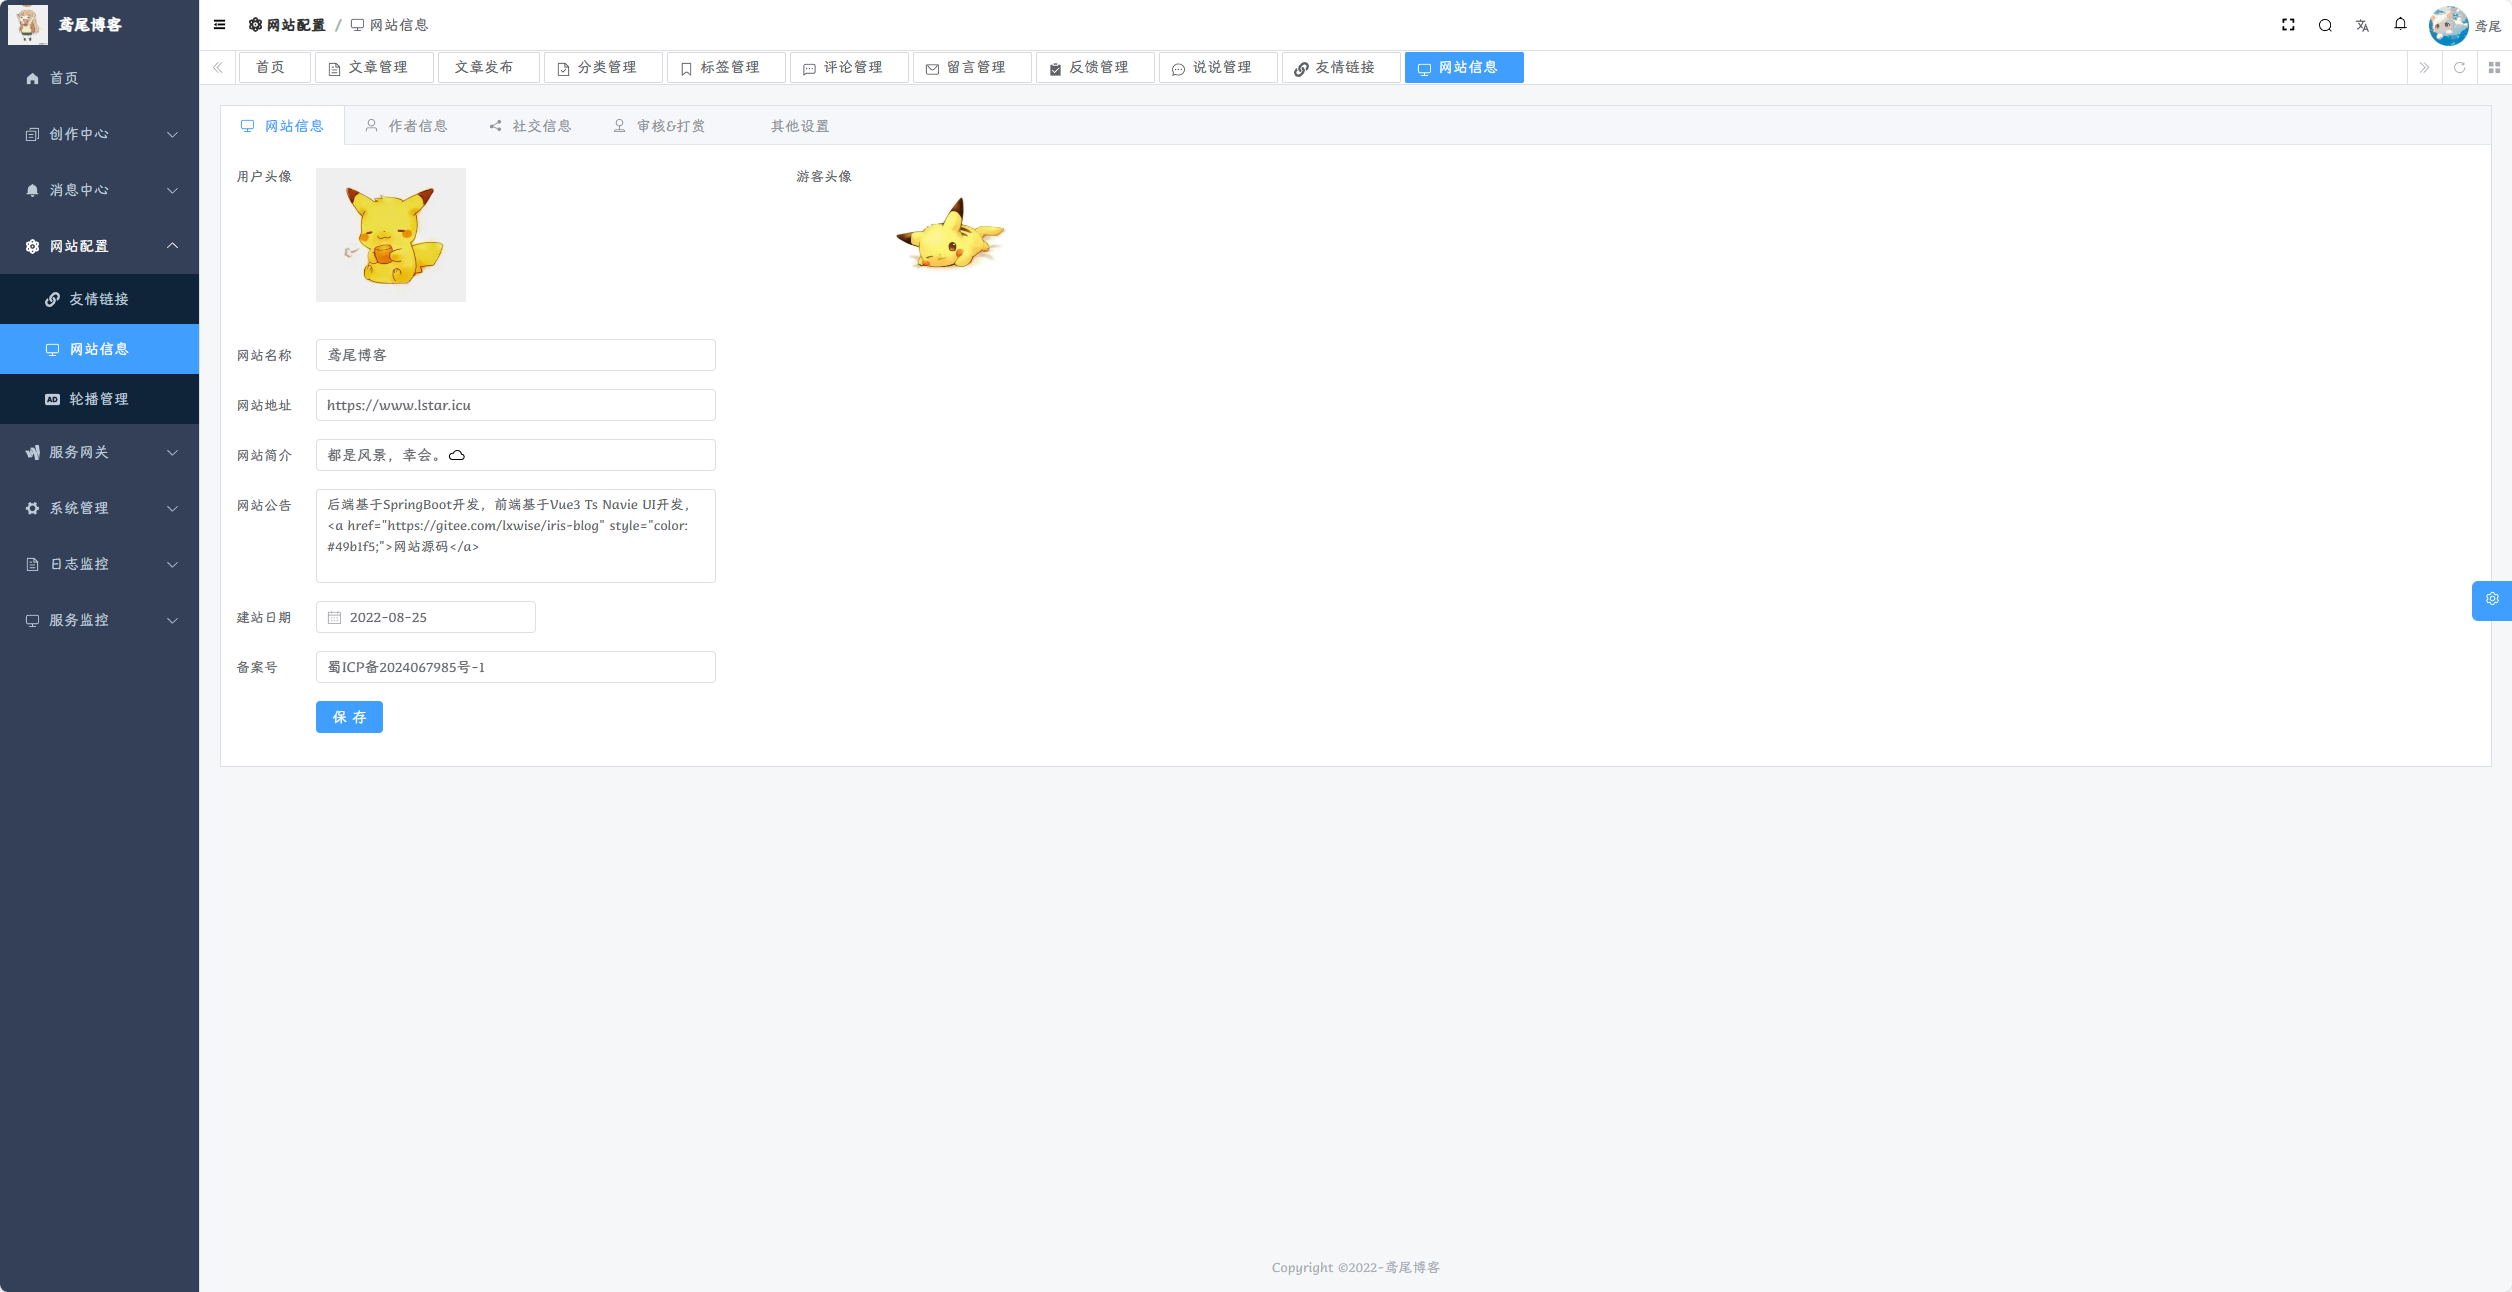 鸢尾博客
首页
创作中心
消息中心
网站配置
友情链接
网站信息
AD 轮播管理
服务网关
系统管理
日志监控
服务监控
网站配置 / 网站信息
鸢尾
首页 文章管理 文章发布 分类管理 标签管理 评论管理 留言管理 反馈管理 说说管理 友情链接 网站信息
网站信息 作者信息 社交信息 审核&打赏 其他设置
用户头像 游客头像
网站名称 鸢尾博客
网站地址 https://www.lstar.icu
网站简介 都是风景，幸会。
网站公告 后端基于SpringBoot开发，前端基于Vue3 Ts Navie UI开发，
<a href="https://gitee.com/lxwise/iris-blog" style="color:
#49b1f5;">网站源码</a>
建站日期 2022-08-25
备案号 蜀ICP备2024067985号-1
保 存
Copyright ©2022-鸢尾博客